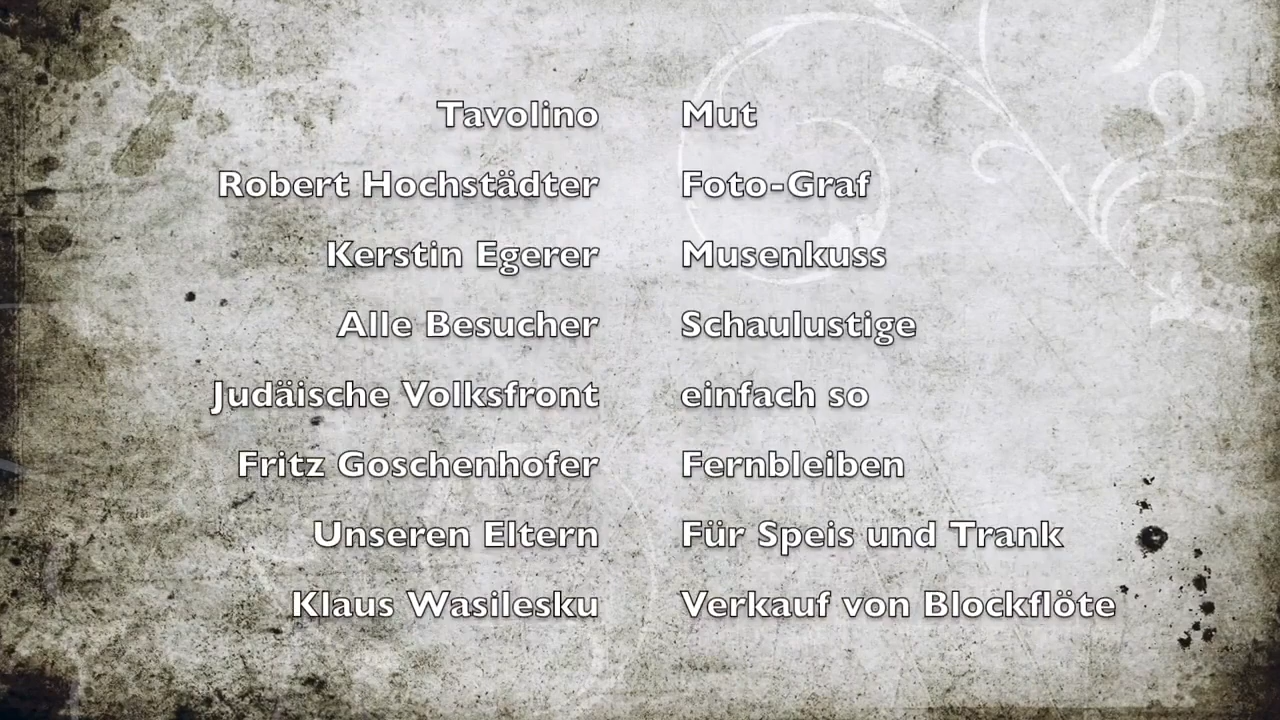 Tavolino Mut
Robert Hochstädter Foto-Graf
Kerstin Egerer Musenkuss
Alle Besucher Schaulustige
Judäische Volksfront einfach so
Fritz Goschenhofer Fernbleiben
Unseren Eltern Für Speis und Trank
Klaus Wasilesku Verkauf von Blockflöte